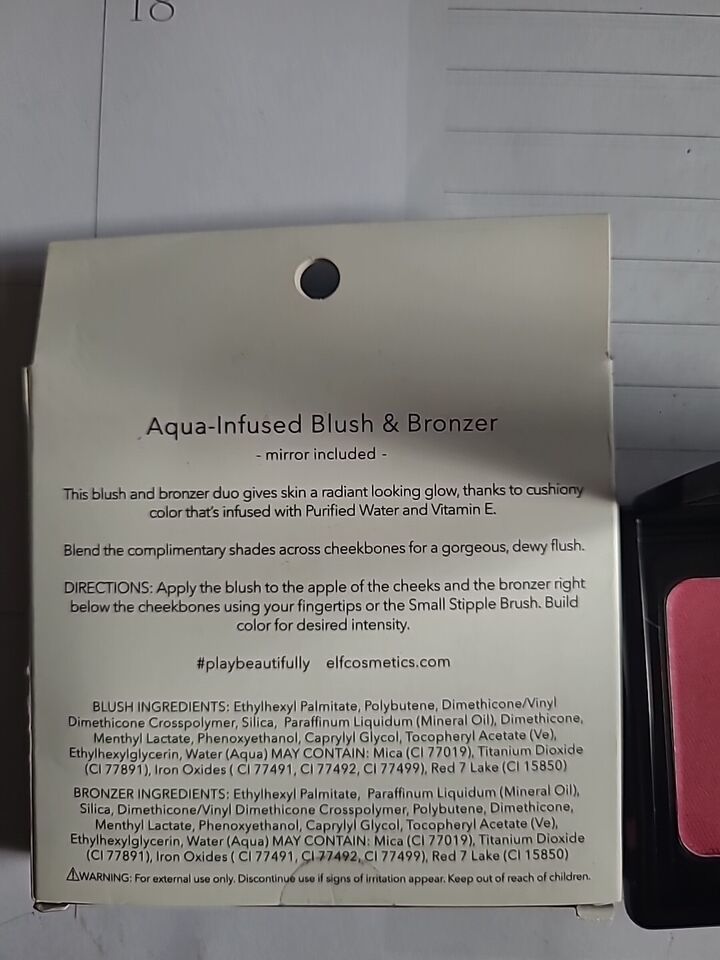 18
Aqua-Infused Blush & Bronzer
- mirror included -
This blush and bronzer duo gives skin a radiant looking glow, thanks to cushiony
color that's infused with Purified Water and Vitamin E.
Blend the complimentary shades across cheekbones for a gorgeous, dewy flush.
DIRECTIONS: Apply the blush to the apple of the cheeks and the bronzer right
below the cheekbones using your fingertips or the Small Stipple Brush. Build
color for desired intensity.
#playbeautifully elfcosmetics.com
BLUSH INGREDIENTS: Ethylhexyl Palmitate, Polybutene, Dimethicone/Vinyl
Dimethicone Crosspolymer, Silica, Paraffinum Liquidum (Mineral Oil), Dimethicone,
Menthyl Lactate, Phenoxyethanol, Caprylyl Glycol, Tocopheryl Acetate (Ve),
Ethylhexylglycerin, Water (Aqua) MAY CONTAIN: Mica (CI 77019), Titanium Dioxide
(CI 77891), Iron Oxides ( CI 77491, CI 77492, CI 77499), Red 7 Lake (CI 15850)
BRONZER INGREDIENTS: Ethylhexyl Palmitate, Paraffinum Liquidum (Mineral Oil),
Silica, Dimethicone/Vinyl Dimethicone Crosspolymer, Polybutene, Dimethicone,
Menthyl Lactate, Phenoxyethanol, Caprylyl Glycol, Tocopheryl Acetate (Ve),
Ethylhexylglycerin, Water (Aqua) MAY CONTAIN: Mica (CI 77019), Titanium Dioxide
(CI 77891), Iron Oxides ( CI 77491, CI 77492, CI 77499), Red 7 Lake (CI 15850)
⚠WARNING: For external use only. Discontinue use if signs of irritation appear. Keep out of reach of children.